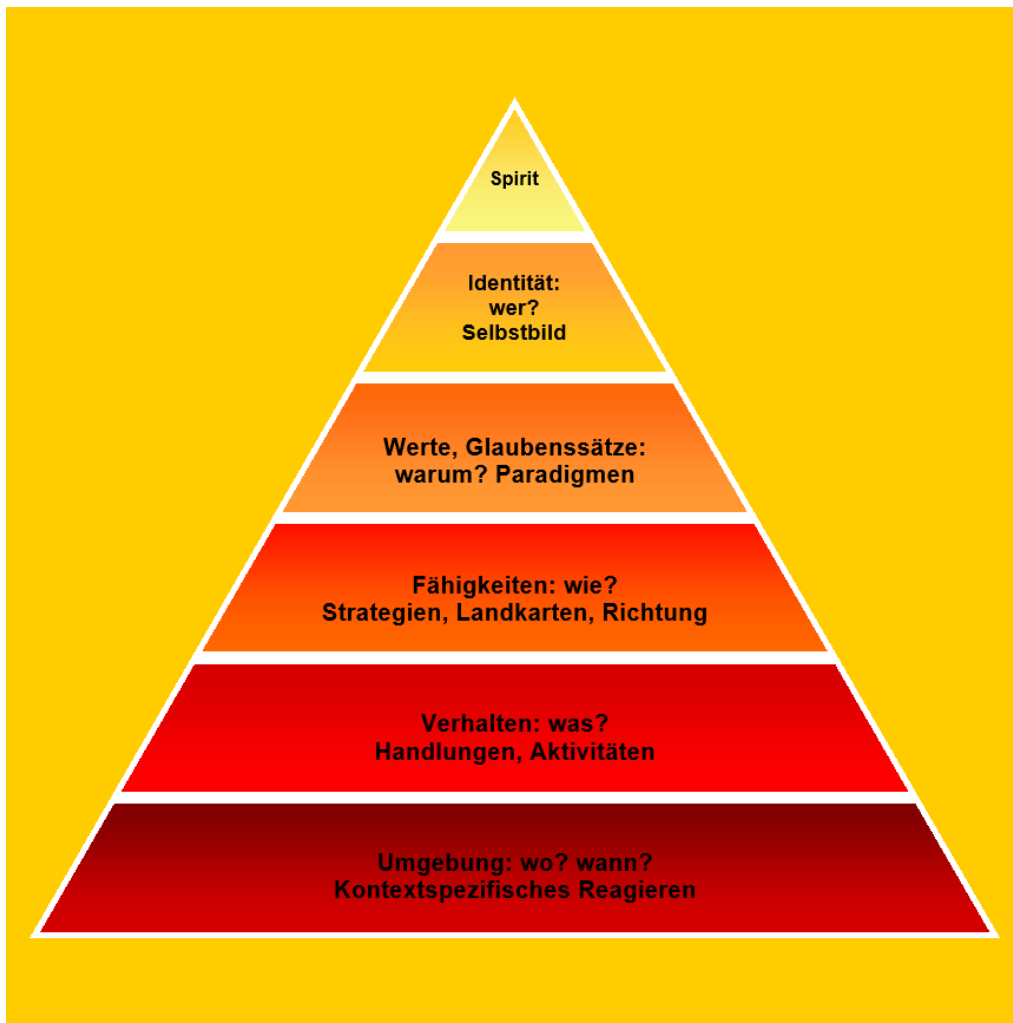 Spirit
Identität:
wer?
Selbstbild
Werte, Glaubenssätze:
warum? Paradigmen
Fähigkeiten: wie?
Strategien, Landkarten, Richtung
Verhalten: was?
Handlungen, Aktivitäten
Umgebung: wo? wann?
Kontextspezifisches Reagieren